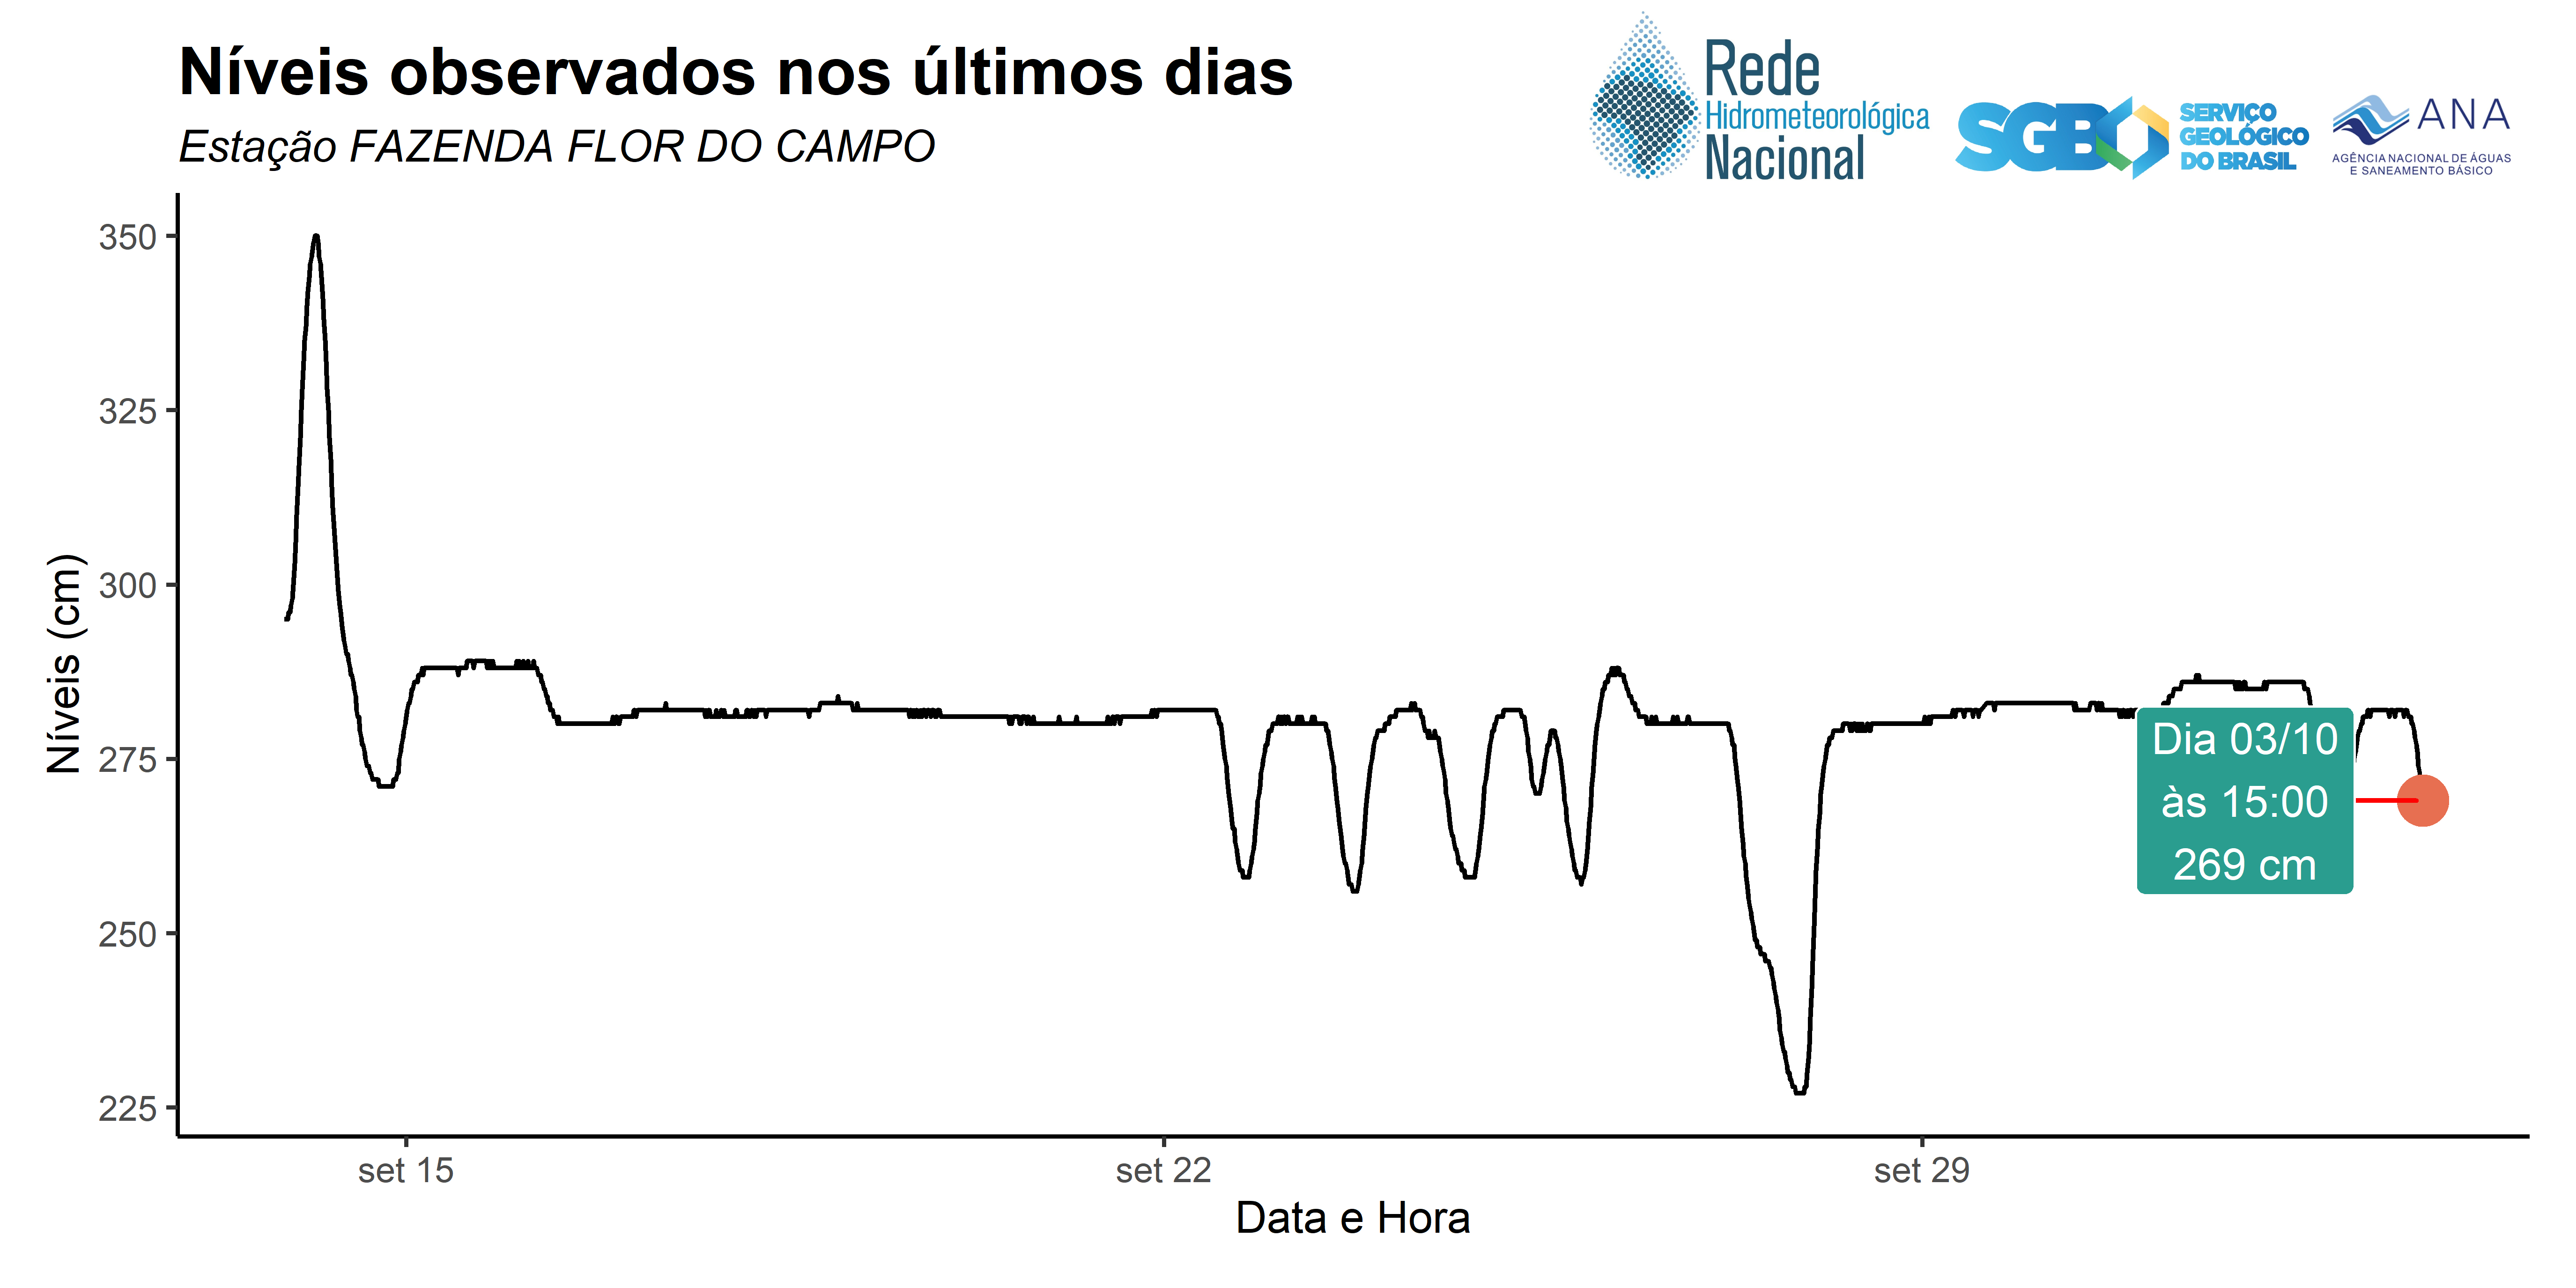 Níveis observados nos últimos dias
Estação FAZENDA FLOR DO CAMPO
Rede
Hidrometeorológica
Nacional
SGB
SERVIÇO
GEOLÓGICO
DO BRASIL
ANA
AGÊNCIA NACIONAL DE ÁGUAS
E SANEAMENTO BÁSICO
Níveis (cm)
350
325
300
275
250
225
Dia 03/10
às 15:00
269 cm
set 15
set 22
set 29
Data e Hora